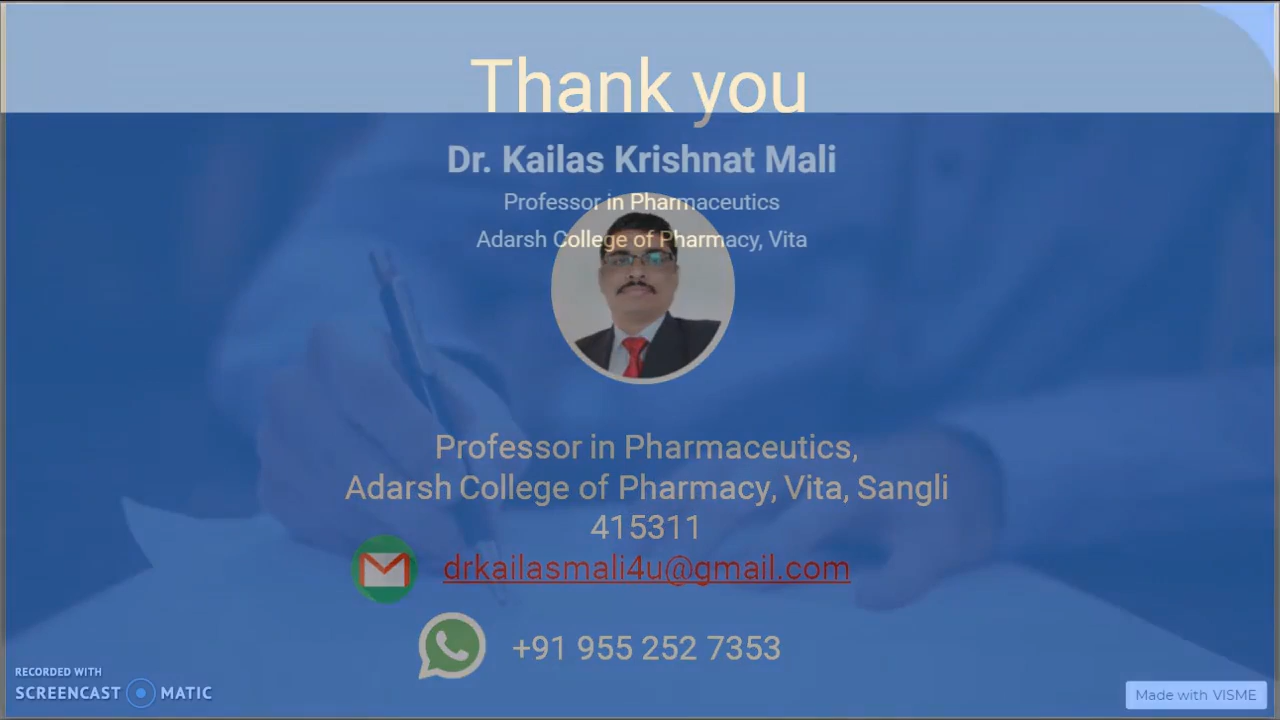 Thank you
Dr. Kailas Krishnat Mali
Professor in Pharmaceutics
Adarsh College of Pharmacy, Vita
Professor in Pharmaceutics,
Adarsh College of Pharmacy, Vita, Sangli
415311
drkailasmali4u@gmail.com
+91 955 252 7353
RECORDED WITH
SCREENCAST MATIC
Made with VISME